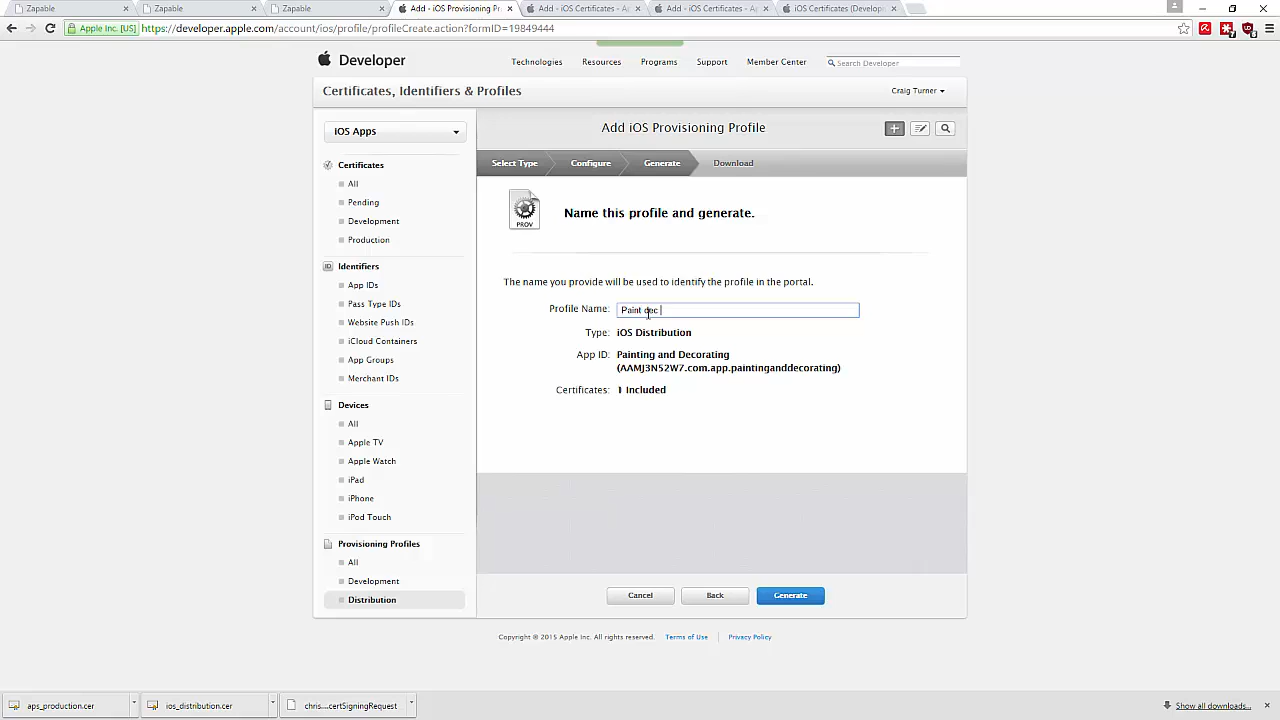 Zapable
Zapable
Zapable
Add - iOS Provisioning Pr
Add - iOS Certificates - Ap
Add - iOS Certificates - Ap
iOS Certificates (Develop
Apple Inc. [US]
https://developer.apple.com/account/ios/profile/profileCreate.action?formID=19849444
Developer
Technologies
Resources
Programs
Support
Member Center
Search Developer
Certificates, Identifiers & Profiles
Craig Turner
iOS Apps
Add iOS Provisioning Profile
Select Type
Configure
Generate
Download
Certificates
All
Pending
Development
Production
Identifiers
App IDs
Pass Type IDs
Website Push IDs
iCloud Containers
App Groups
Merchant IDs
Devices
All
Apple TV
Apple Watch
iPad
iPhone
iPod Touch
Provisioning Profiles
All
Development
Distribution
PROV
Name this profile and generate.
The name you provide will be used to identify the profile in the portal.
Profile Name: Paint dec
Type: iOS Distribution
App ID: Painting and Decorating
(AAMJ3N52W7.com.app.paintinganddecorating)
Certificates: 1 Included
Cancel
Back
Generate
Copyright © 2015 Apple Inc. All rights reserved.
Terms of Use
Privacy Policy
aps_production.cer
ios_distribution.cer
chris....certSigningRequest
Show all downloads...